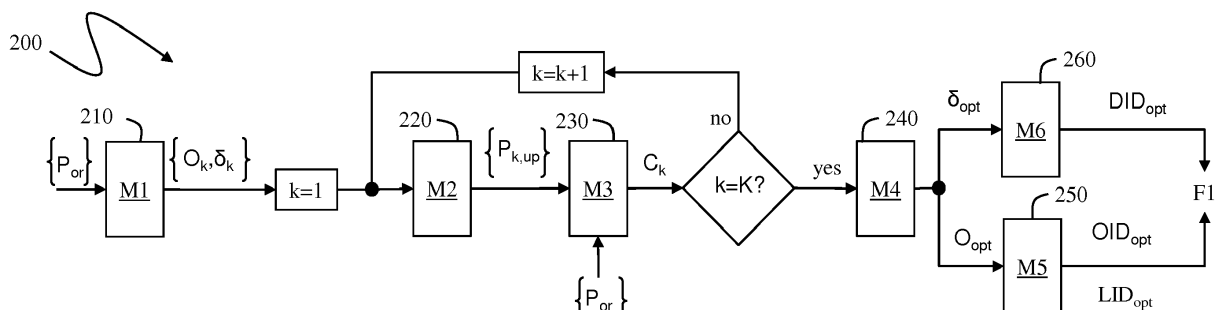 200
k=k+1
260
210
220
230
no
240
δopt
M6
DIDopt
{Por}
M1
{Ok,δk}
k=1
M2
{Pk,up}
M3
Ck
k=K?
yes
M4
F1
250
Oopt
M5
OIDopt
LIDopt
{Por}